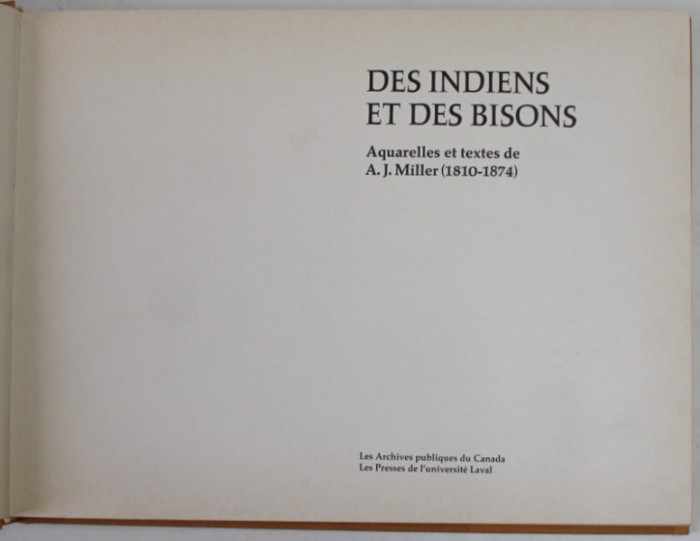 DES INDIENS
ET DES BISONS
Aquarelles et textes de
A. J. Miller (1810-1874)
Les Archives publiques du Canada
Les Presses de l'université Laval